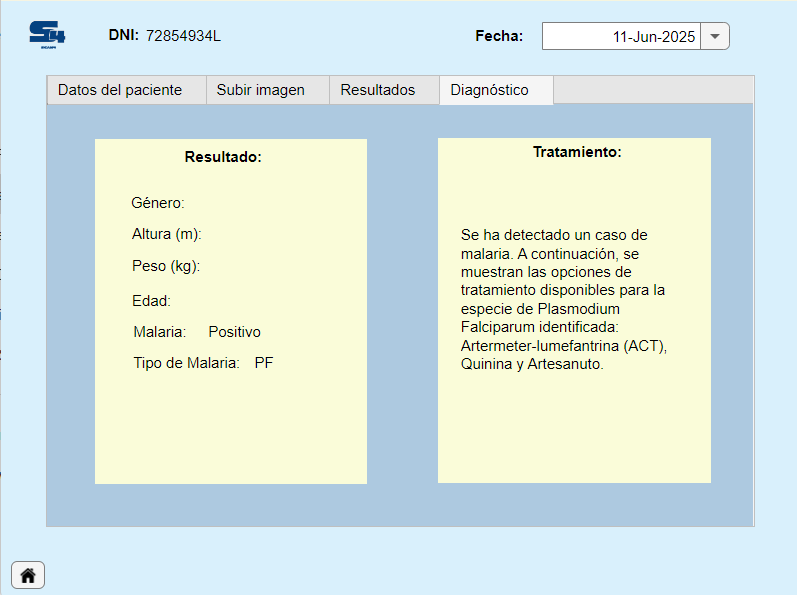 S4
DNI: 72854934L
Fecha: 11-Jun-2025
Datos del paciente
Subir imagen
Resultados
Diagnóstico
Resultado:
Género:
Altura (m):
Peso (kg):
Edad:
Malaria: Positivo
Tipo de Malaria: PF
Tratamiento:
Se ha detectado un caso de
malaria. A continuación, se
muestran las opciones de
tratamiento disponibles para la
especie de Plasmodium
Falciparum identificada:
Artermeter-lumefantrina (ACT),
Quinina y Artesanuto.